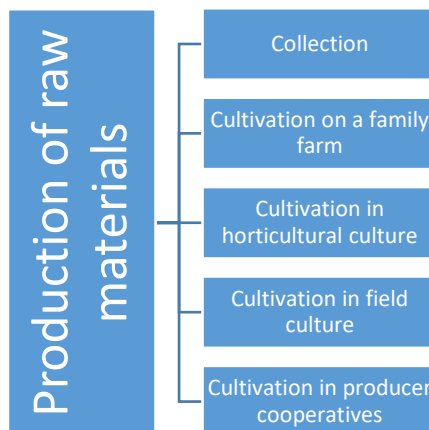 Production of raw
materials
Collection
Cultivation on a family
farm
Cultivation in
horticultural culture
Cultivation in field
culture
Cultivation in producer
cooperatives